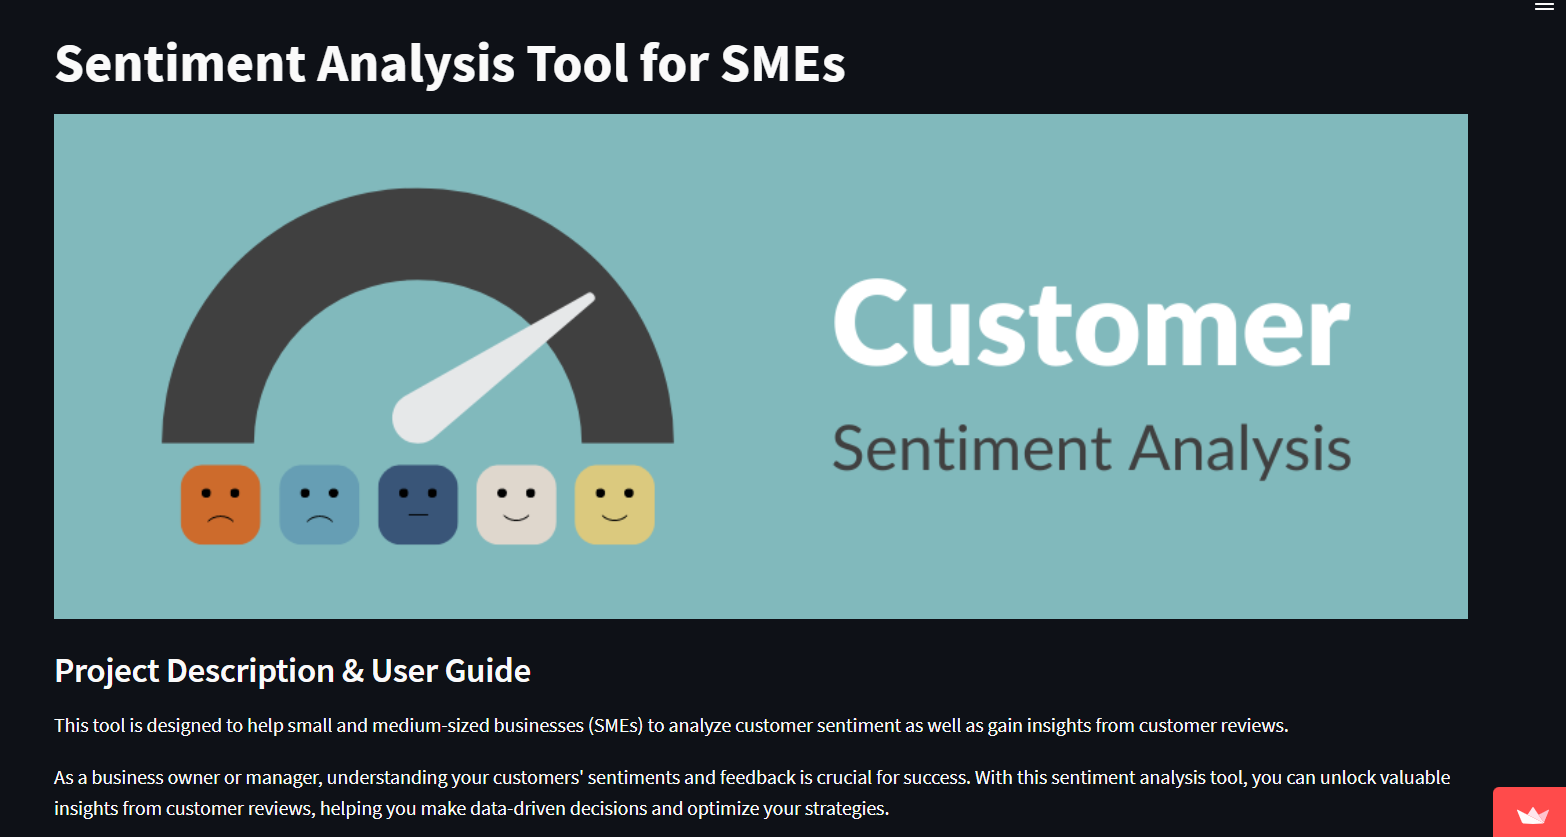 Sentiment Analysis Tool for SMEs
Customer
Sentiment Analysis
Project Description & User Guide
This tool is designed to help small and medium-sized businesses (SMEs) to analyze customer sentiment as well as gain insights from customer reviews.
As a business owner or manager, understanding your customers' sentiments and feedback is crucial for success. With this sentiment analysis tool, you can unlock valuable
insights from customer reviews, helping you make data-driven decisions and optimize your strategies.